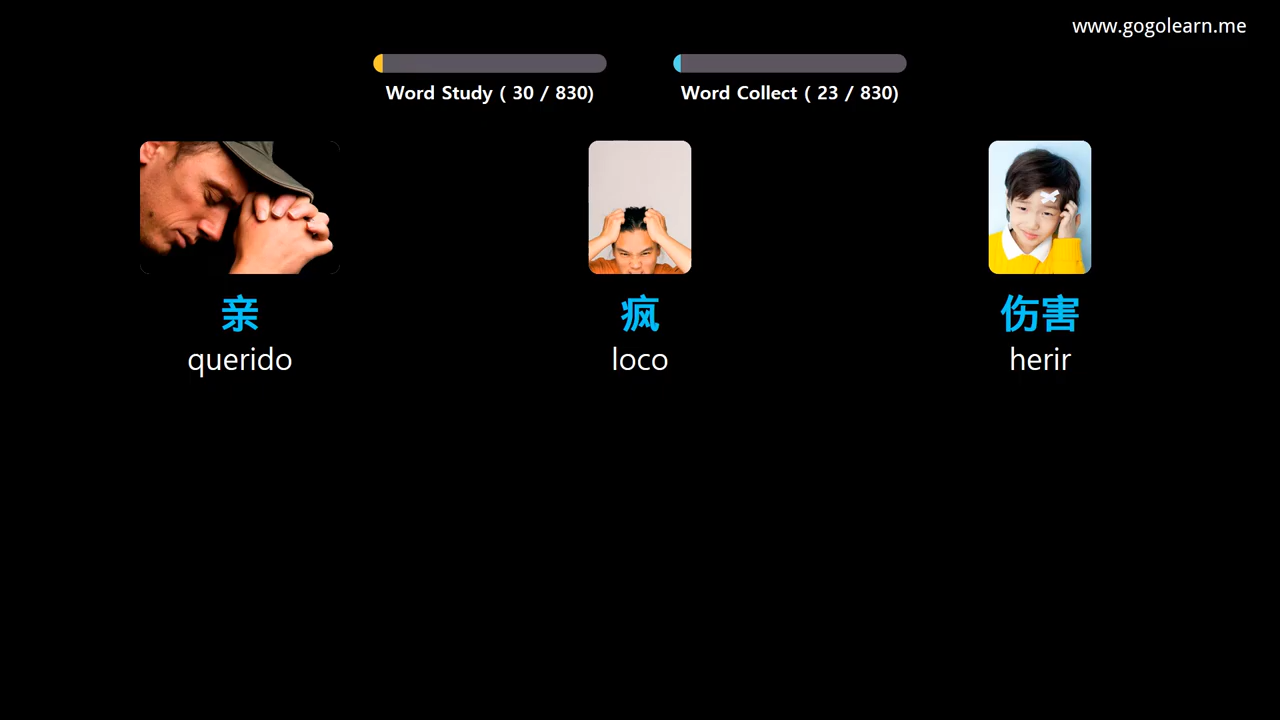 www.gogolearn.me
Word Study ( 30 / 830)
Word Collect ( 23 / 830)
亲
querido
疯
loco
伤害
herir